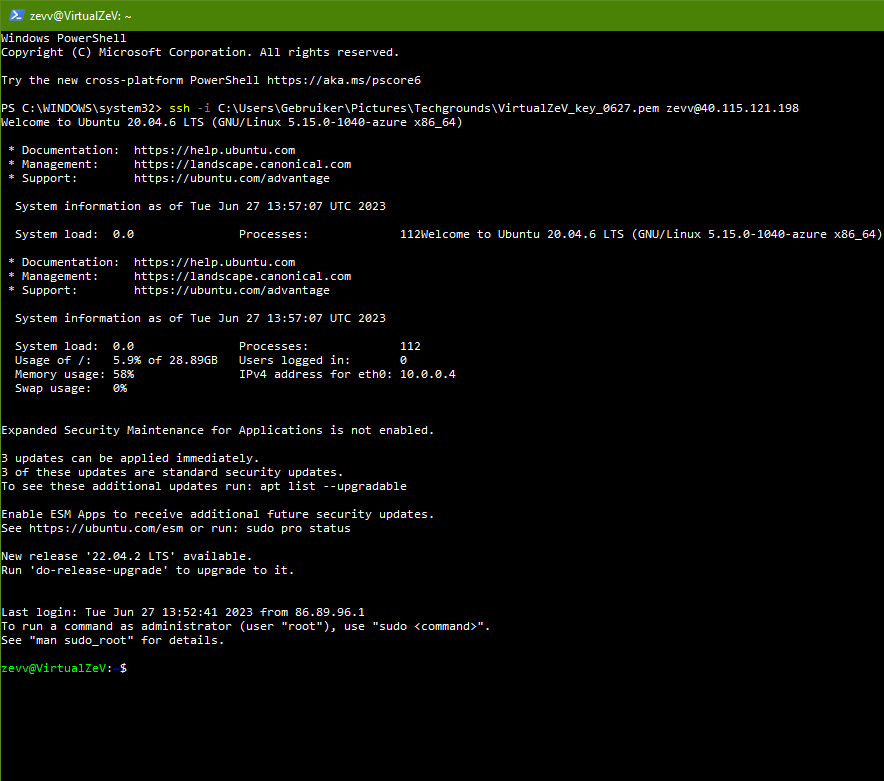 zevv@VirtualZeV: ~
Windows PowerShell
Copyright (C) Microsoft Corporation. All rights reserved.
Try the new cross-platform PowerShell https://aka.ms/pscore6
PS C:\WINDOWS\system32> ssh -i C:\Users\Gebruiker\Pictures\Techgrounds\VirtualZeV_key_0627.pem zevv@40.115.121.198
Welcome to Ubuntu 20.04.6 LTS (GNU/Linux 5.15.0-1040-azure x86_64)
* Documentation:  https://help.ubuntu.com
* Management:     https://landscape.canonical.com
* Support:        https://ubuntu.com/advantage
System information as of Tue Jun 27 13:57:07 UTC 2023
System load:  0.0               Processes:             112Welcome to Ubuntu 20.04.6 LTS (GNU/Linux 5.15.0-1040-azure x86_64)
* Documentation:  https://help.ubuntu.com
* Management:     https://landscape.canonical.com
* Support:        https://ubuntu.com/advantage
System information as of Tue Jun 27 13:57:07 UTC 2023
System load:  0.0               Processes:             112
Usage of /:   5.9% of 28.89GB   Users logged in:       0
Memory usage: 58%               IPv4 address for eth0: 10.0.0.4
Swap usage:   0%
Expanded Security Maintenance for Applications is not enabled.
3 updates can be applied immediately.
3 of these updates are standard security updates.
To see these additional updates run: apt list --upgradable
Enable ESM Apps to receive additional future security updates.
See https://ubuntu.com/esm or run: sudo pro status
New release '22.04.2 LTS' available.
Run 'do-release-upgrade' to upgrade to it.
Last login: Tue Jun 27 13:52:41 2023 from 86.89.96.1
To run a command as administrator (user "root"), use "sudo <command>".
See "man sudo_root" for details.
zevv@VirtualZeV:~$